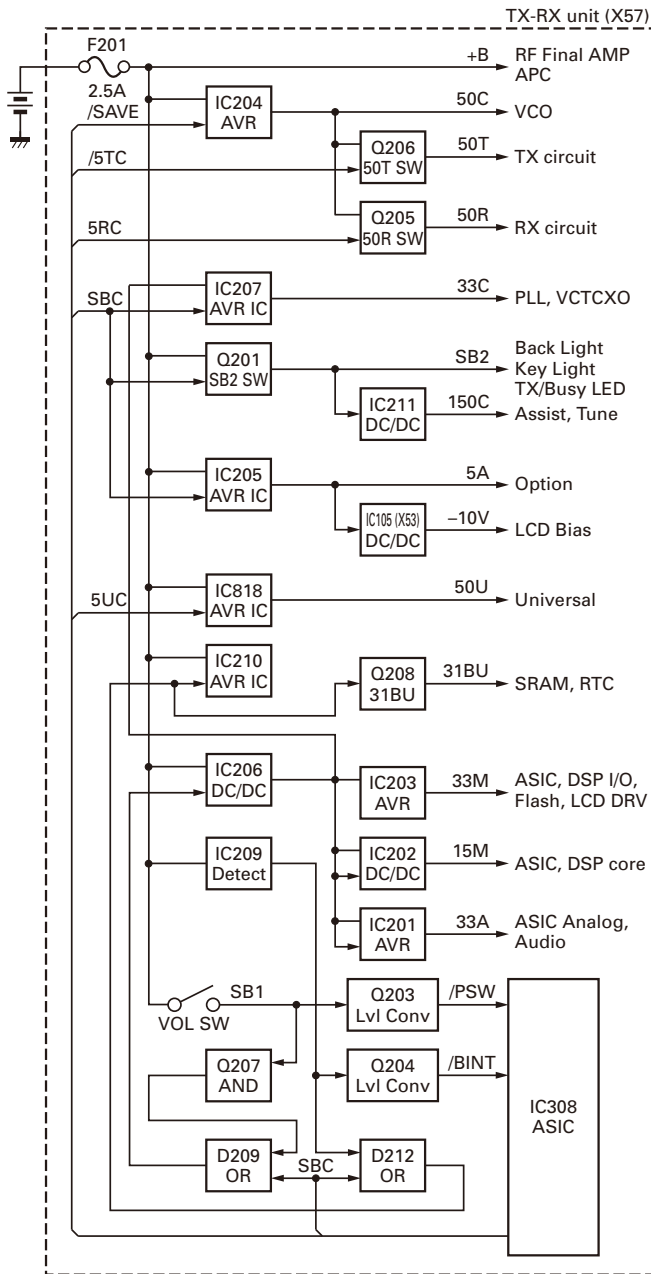 TX-RX unit (X57)
F201
2.5A
+B
RF Final AMP
APC
/SAVE
IC204
AVR
50C
VCO
/5TC
Q206
50T SW
50T
TX circuit
5RC
Q205
50R SW
50R
RX circuit
SBC
IC207
AVR IC
33C
PLL, VCTCXO
Q201
SB2 SW
SB2
Back Light
Key Light
TX/Busy LED
IC211
DC/DC
150C
Assist, Tune
IC205
AVR IC
5A
Option
IC105 (X53)
DC/DC
–10V
LCD Bias
5UC
IC818
AVR IC
50U
Universal
IC210
AVR IC
Q208
31BU
31BU
SRAM, RTC
IC206
DC/DC
IC203
AVR
33M
ASIC, DSP I/O,
Flash, LCD DRV
IC209
Detect
IC202
DC/DC
15M
ASIC, DSP core
IC201
AVR
33A
ASIC Analog,
Audio
VOL SW
SB1
Q203
Lvl Conv
/PSW
Q207
AND
Q204
Lvl Conv
/BINT
IC308
ASIC
D209
OR
SBC
D212
OR